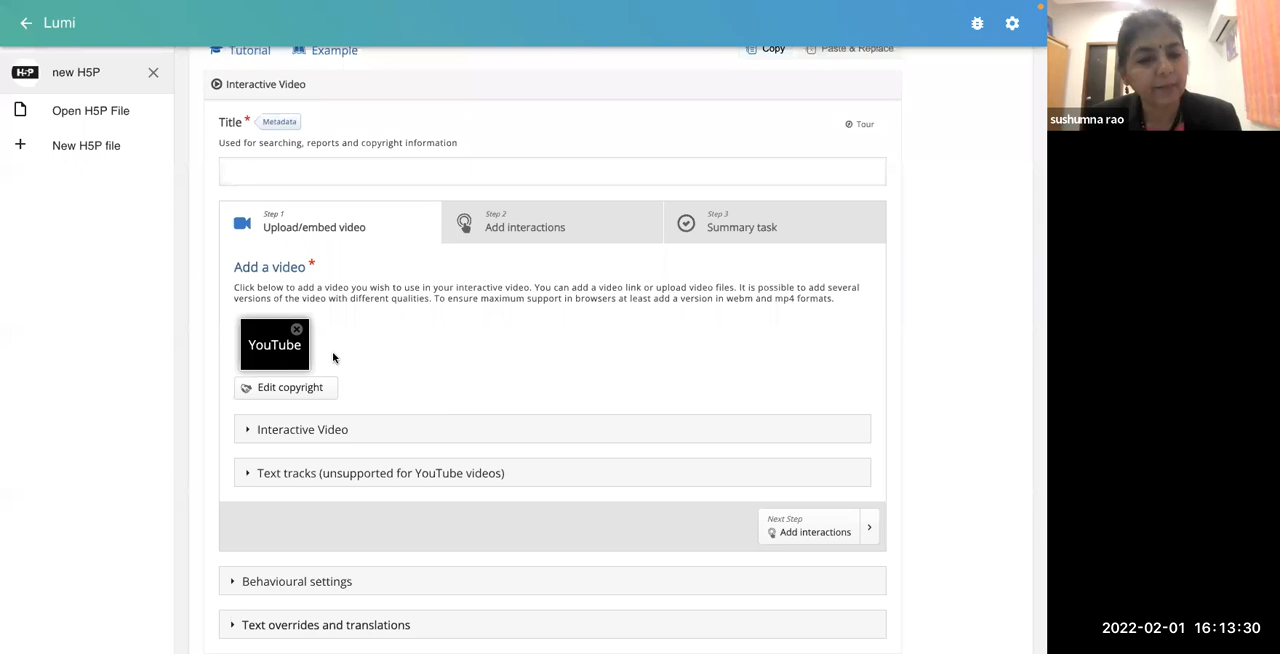 Lumi
H5P new H5P
Open H5P File
New H5P file
Tutorial Example Copy Paste & Replace
Interactive Video
Title * Metadata Tour
Used for searching, reports and copyright information
Step 1
Upload/embed video
Step 2
Add interactions
Step 3
Summary task
Add a video *
Click below to add a video you wish to use in your interactive video. You can add a video link or upload video files. It is possible to add several
versions of the video with different qualities. To ensure maximum support in browsers at least add a version in webm and mp4 formats.
YouTube
Edit copyright
Interactive Video
Text tracks (unsupported for YouTube videos)
Next Step
Add interactions
Behavioural settings
Text overrides and translations
sushumna rao
2022-02-01 16:13:30